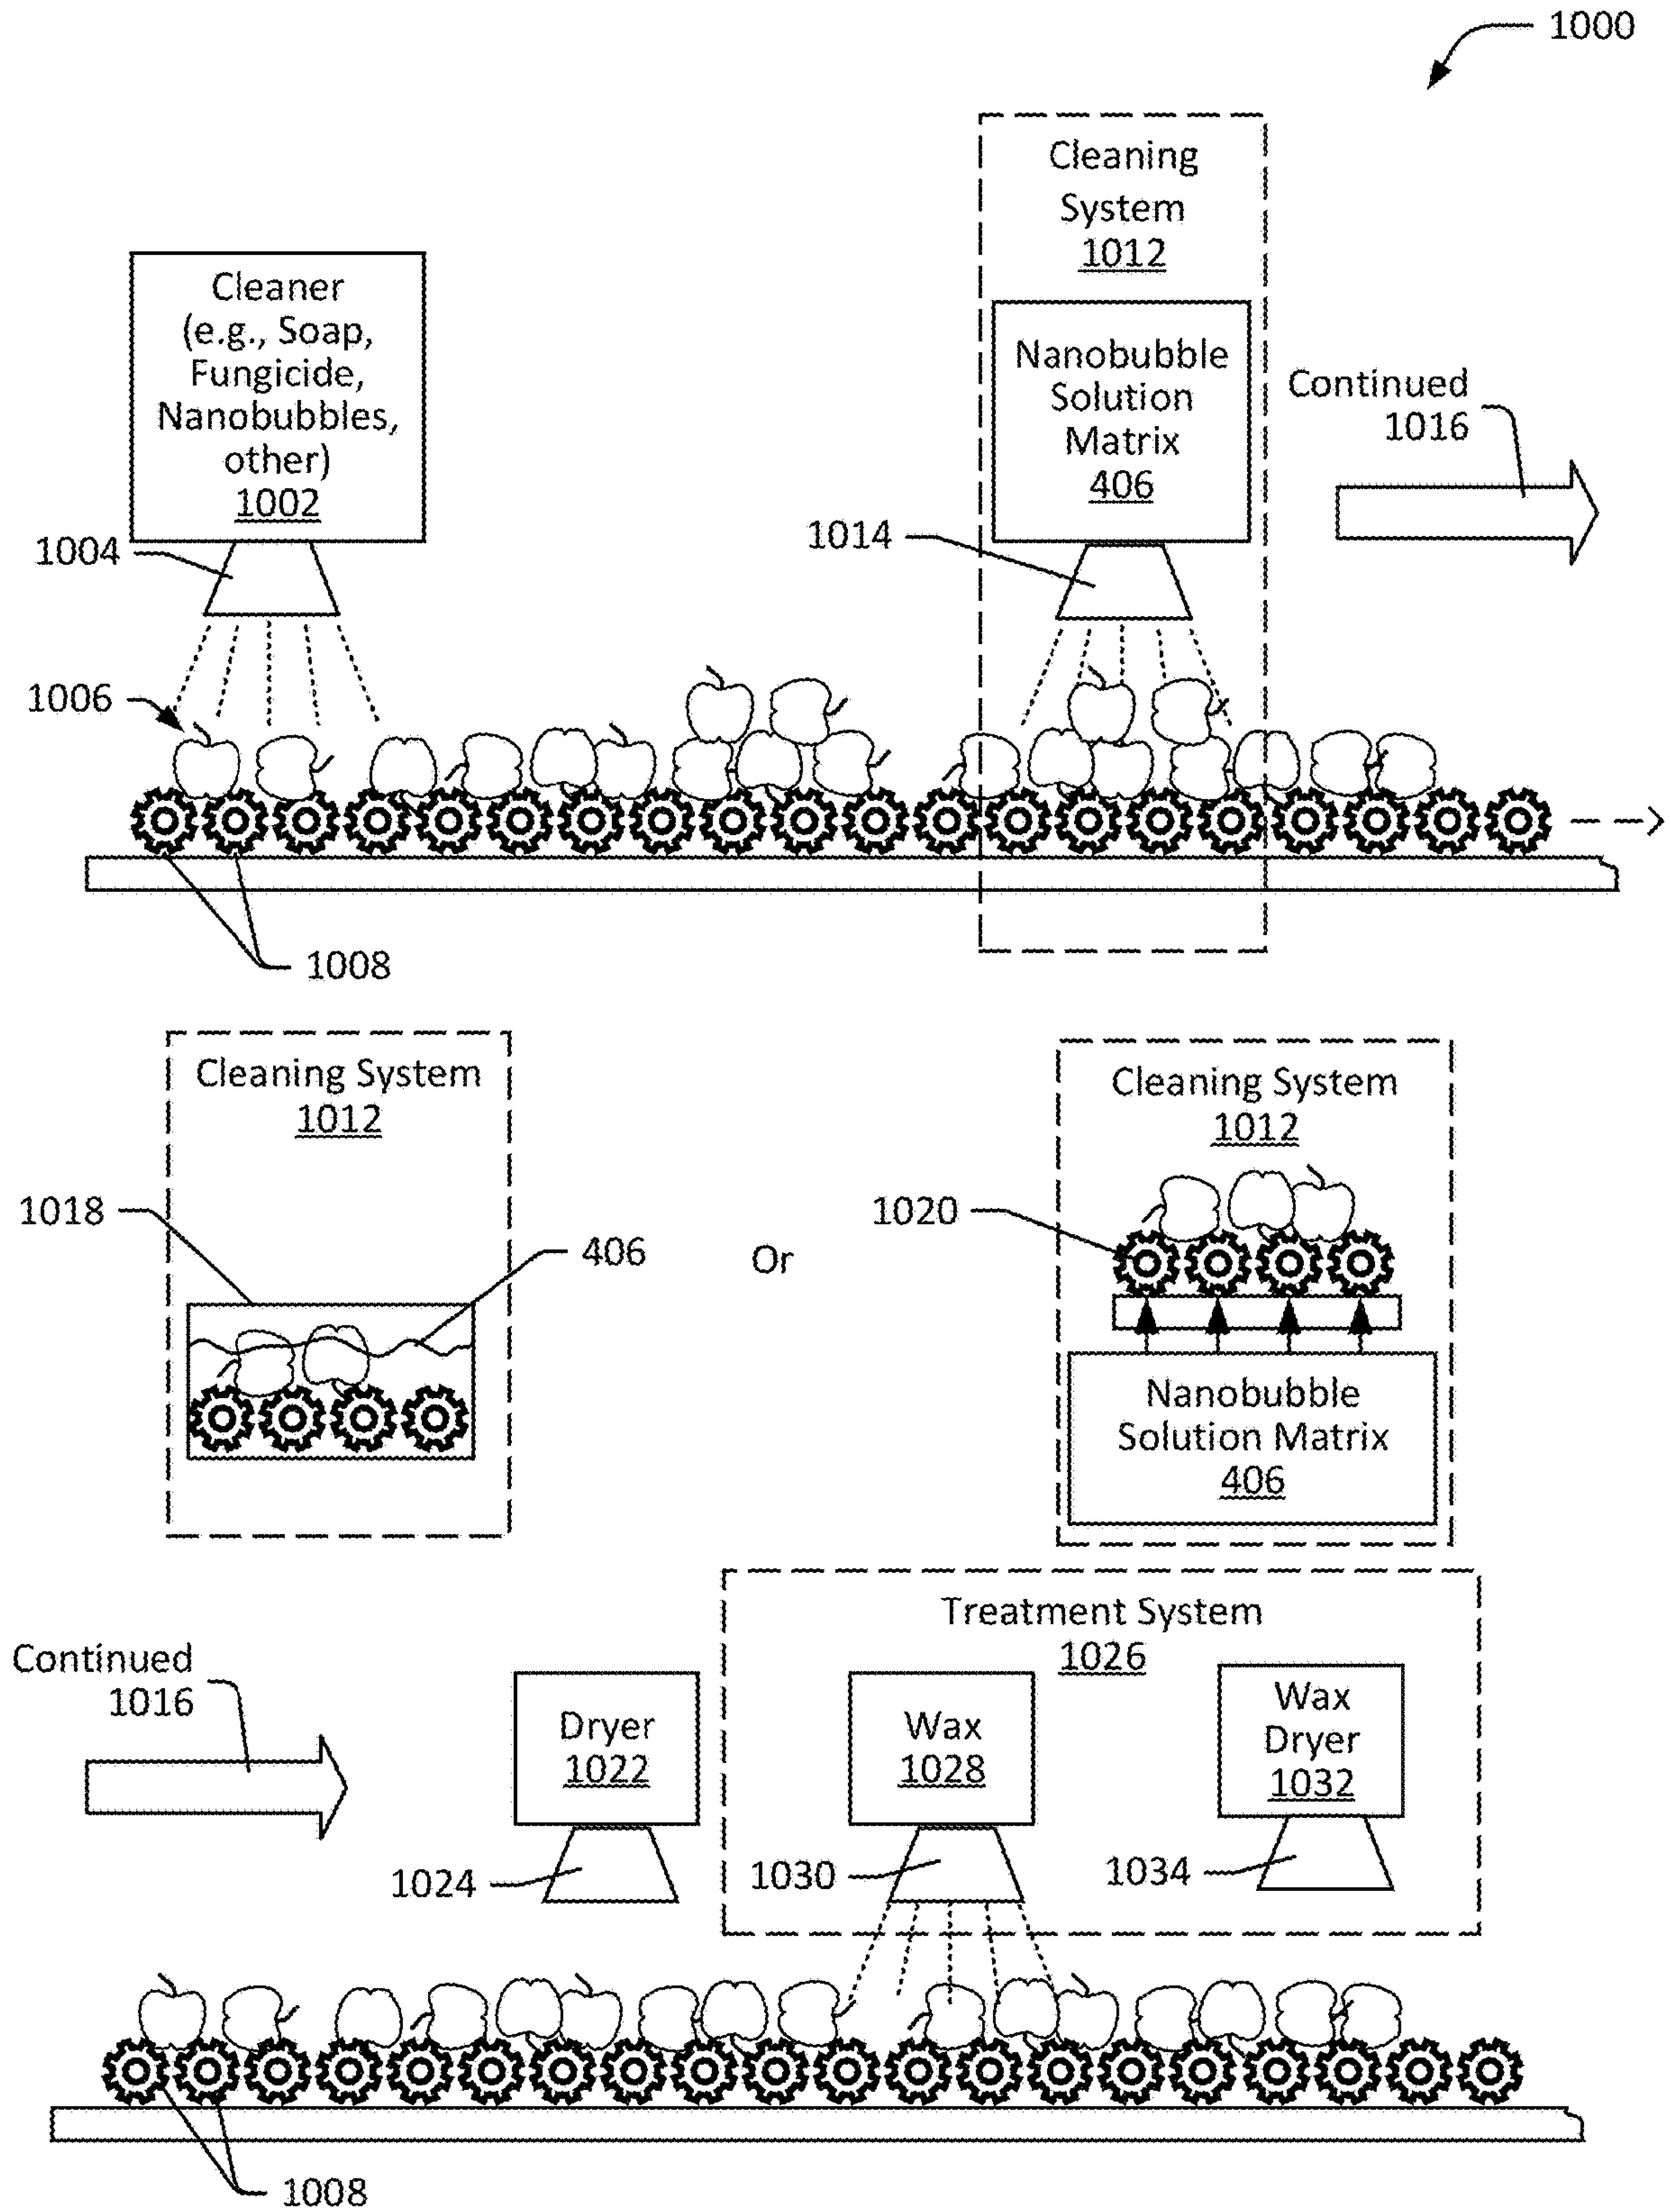 1000
Cleaning
System
1012
Cleaner
(e.g., Soap,
Fungicide,
Nanobubbles,
other)
1002
Nanobubble
Solution
Matrix
406
Continued
1016
1004
1014
1006
1008
Cleaning System
1012
Cleaning System
1012
1018
406
Or
1020
Nanobubble
Solution Matrix
406
Treatment System
1026
Continued
1016
Dryer
1022
Wax
1028
Wax
Dryer
1032
1024
1030
1034
1008